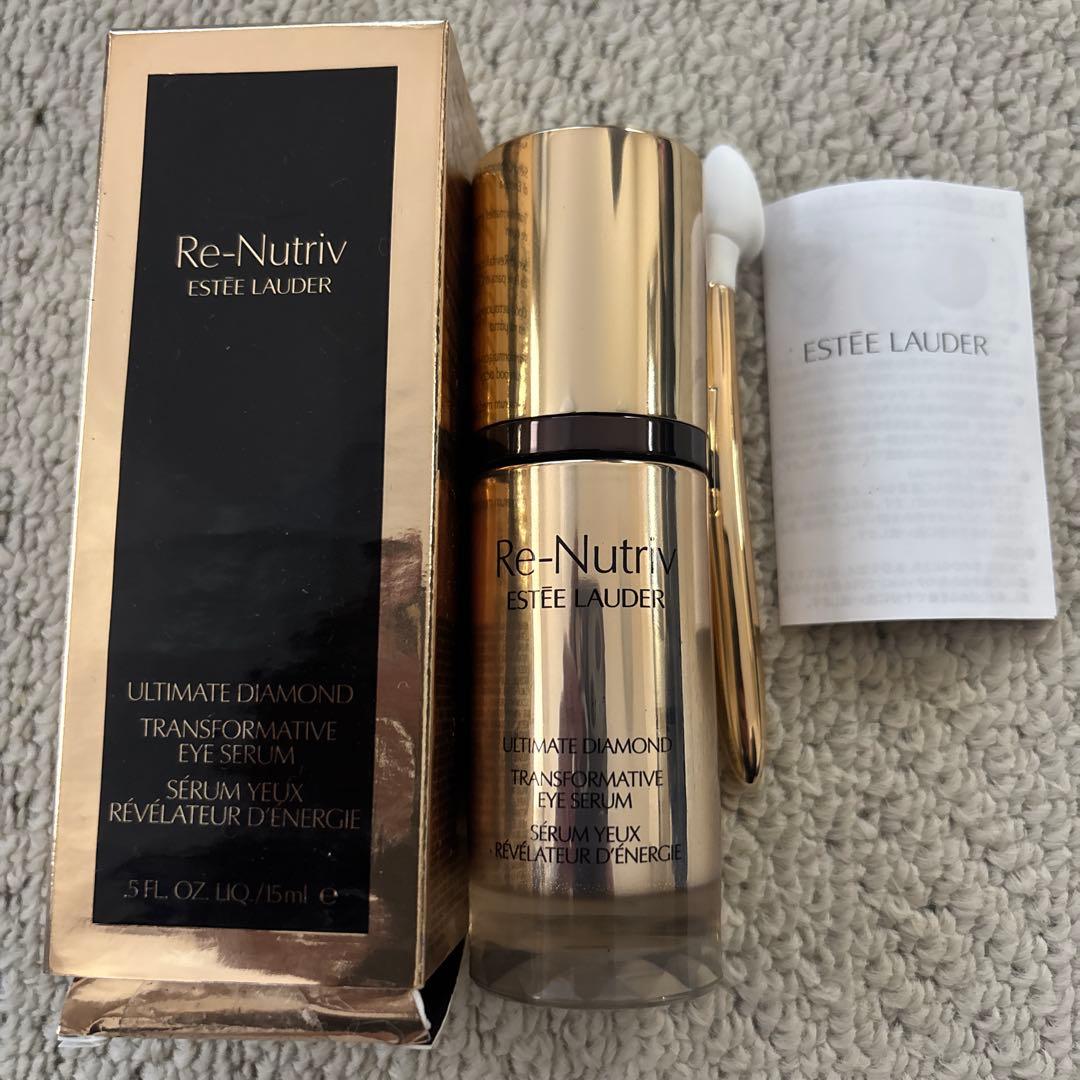 Re-Nutriv
ESTĒE LAUDER
ULTIMATE DIAMOND
TRANSFORMATIVE
EYE SERUM
SÉRUM YEUX
RÉVÉLATEUR D'ÉNERGIE
.5 FL. OZ. LIQ./15ml e
Re-Nutriv
ESTĒE LAUDER
ULTIMATE DIAMOND
TRANSFORMATIVE
EYE SERUM
SÉRUM YEUX
RÉVÉLATEUR D'ÉNERGIE
ESTĒE LAUDER